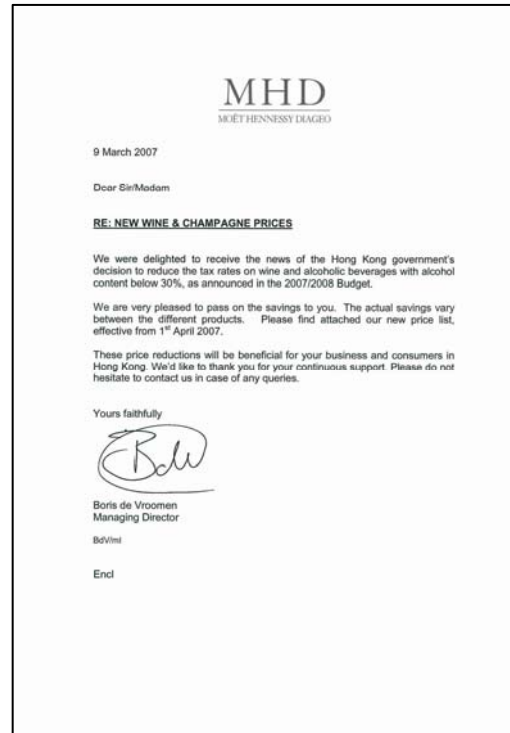 MHD
MOËT HENNESSY DIAGEO
9 March 2007
Dear Sir/Madam
RE: NEW WINE & CHAMPAGNE PRICES
We were delighted to receive the news of the Hong Kong government's
decision to reduce the tax rates on wine and alcoholic beverages with alcohol
content below 30%, as announced in the 2007/2008 Budget.
We are very pleased to pass on the savings to you. The actual savings vary
between the different products. Please find attached our new price list,
effective from 1st April 2007.
These price reductions will be beneficial for your business and consumers in
Hong Kong. We'd like to thank you for your continuous support. Please do not
hesitate to contact us in case of any queries.
Yours faithfully
BdV
Boris de Vroomen
Managing Director
BdV/ml
Encl